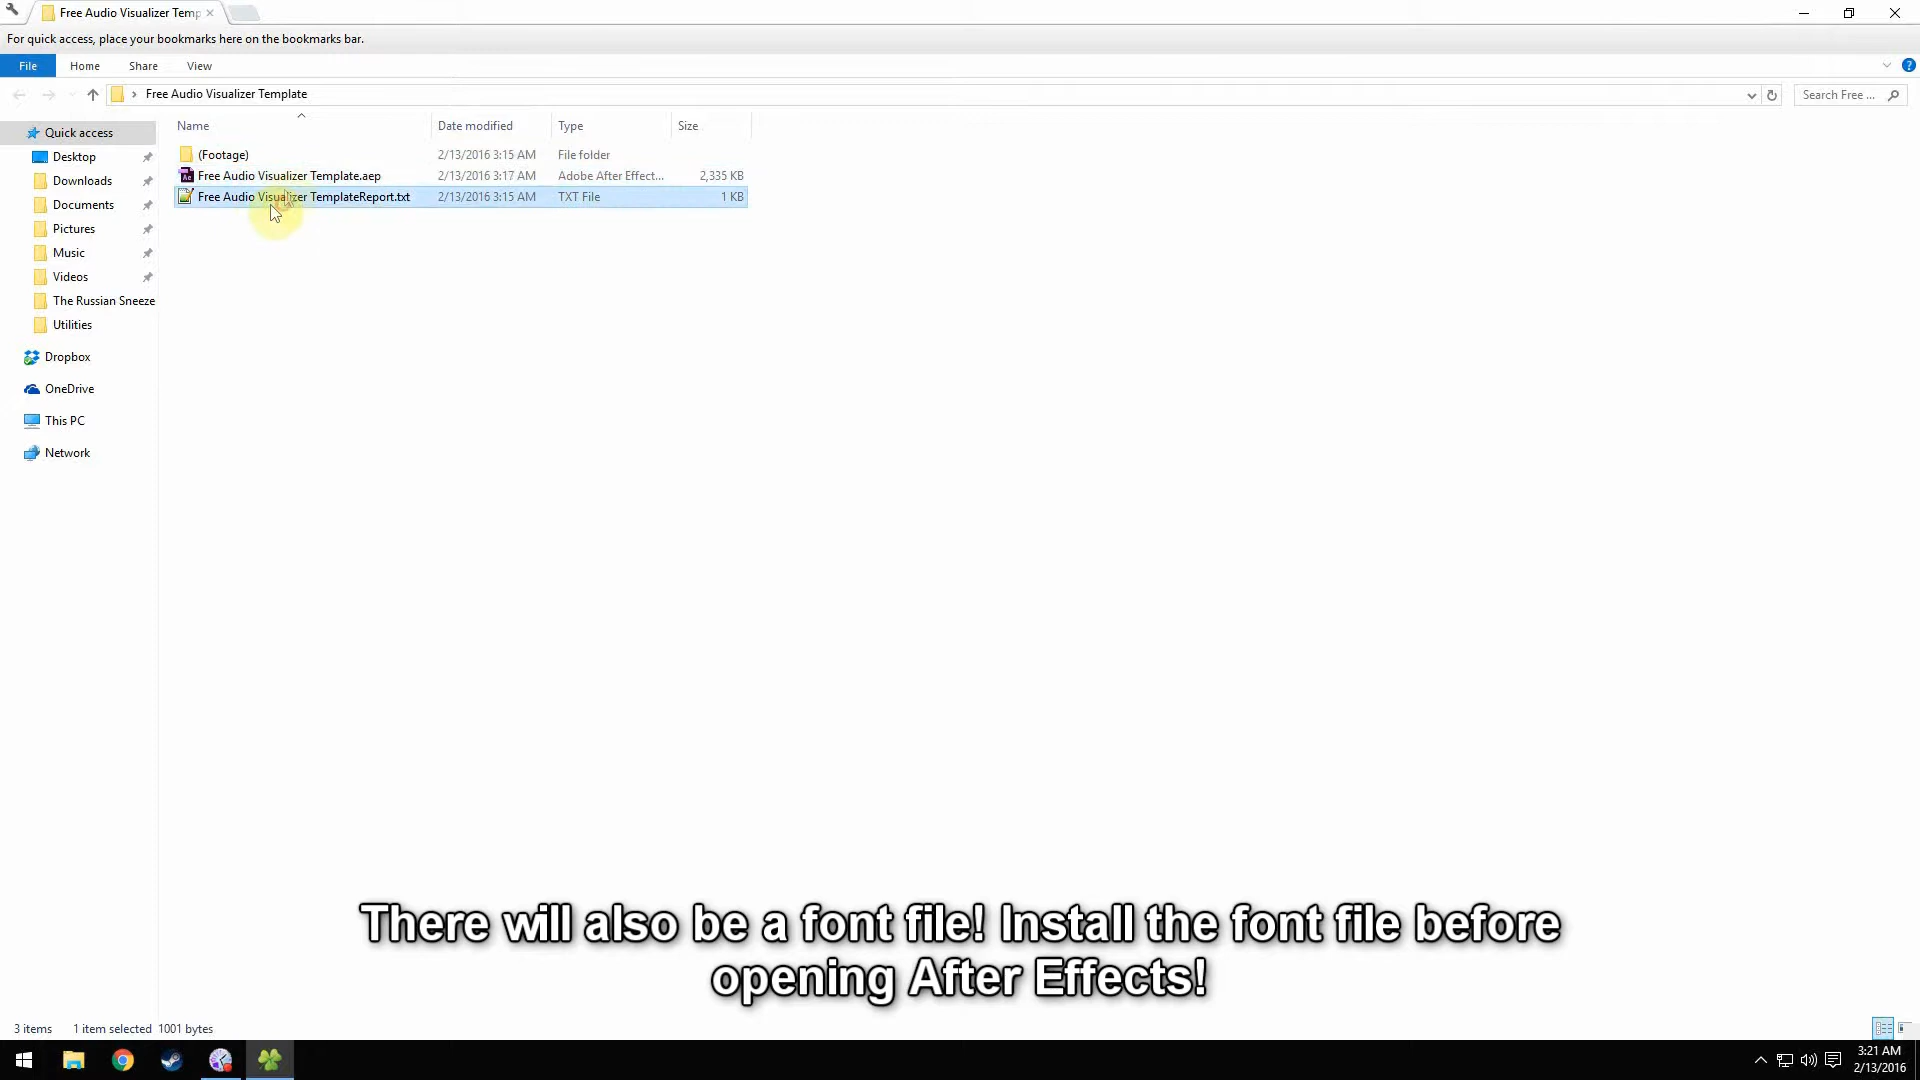 Free Audio Visualizer Temp
For quick access, place your bookmarks here on the bookmarks bar.
File Home Share View
Free Audio Visualizer Template
Search Free ...
Name Date modified Type Size
Quick access
Desktop
Downloads
Documents
Pictures
Music
Videos
The Russian Sneeze
Utilities
Dropbox
OneDrive
This PC
Network
(Footage) 2/13/2016 3:15 AM File folder
Free Audio Visualizer Template.aep 2/13/2016 3:17 AM Adobe After Effect... 2,335 KB
Free Audio Visualizer TemplateReport.txt 2/13/2016 3:15 AM TXT File 1 KB
There will also be a font file! Install the font file before
opening After Effects!
3 items 1 item selected 1001 bytes
3:21 AM
2/13/2016